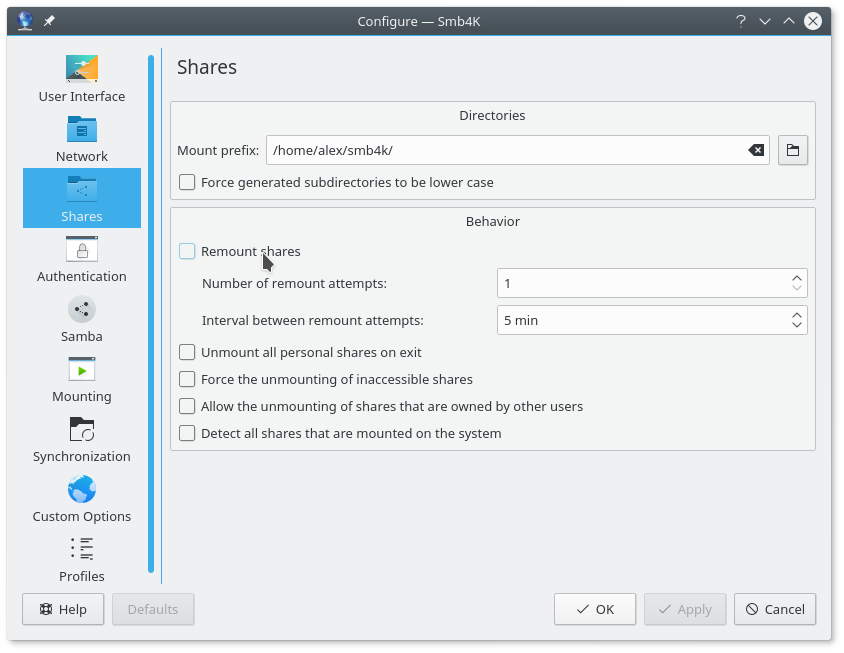 Configure — Smb4K
User Interface
Network
Shares
Authentication
Samba
Mounting
Synchronization
Custom Options
Profiles
Shares
Directories
Mount prefix: /home/alex/smb4k/
Force generated subdirectories to be lower case
Behavior
Remount shares
Number of remount attempts: 1
Interval between remount attempts: 5 min
Unmount all personal shares on exit
Force the unmounting of inaccessible shares
Allow the unmounting of shares that are owned by other users
Detect all shares that are mounted on the system
Help Defaults OK Apply Cancel